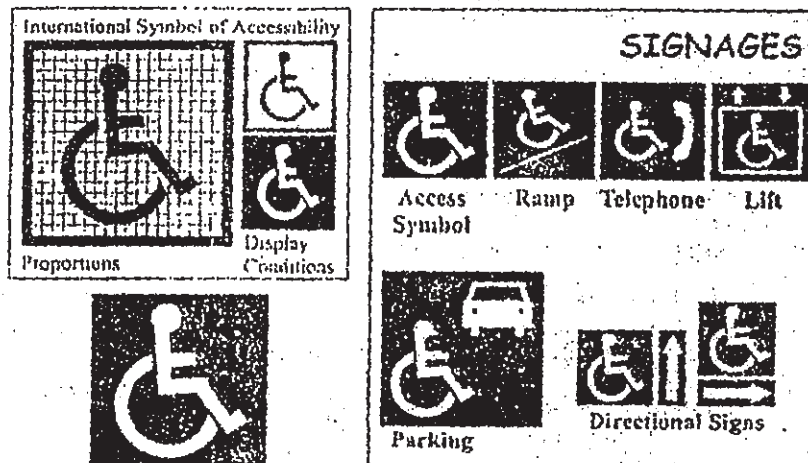 International Symbol of Accessibility
Proportions
Display
Conditions
SIGNAGES
Access
Symbol
Ramp
Telephone
Lift
Parking
Directional Signs